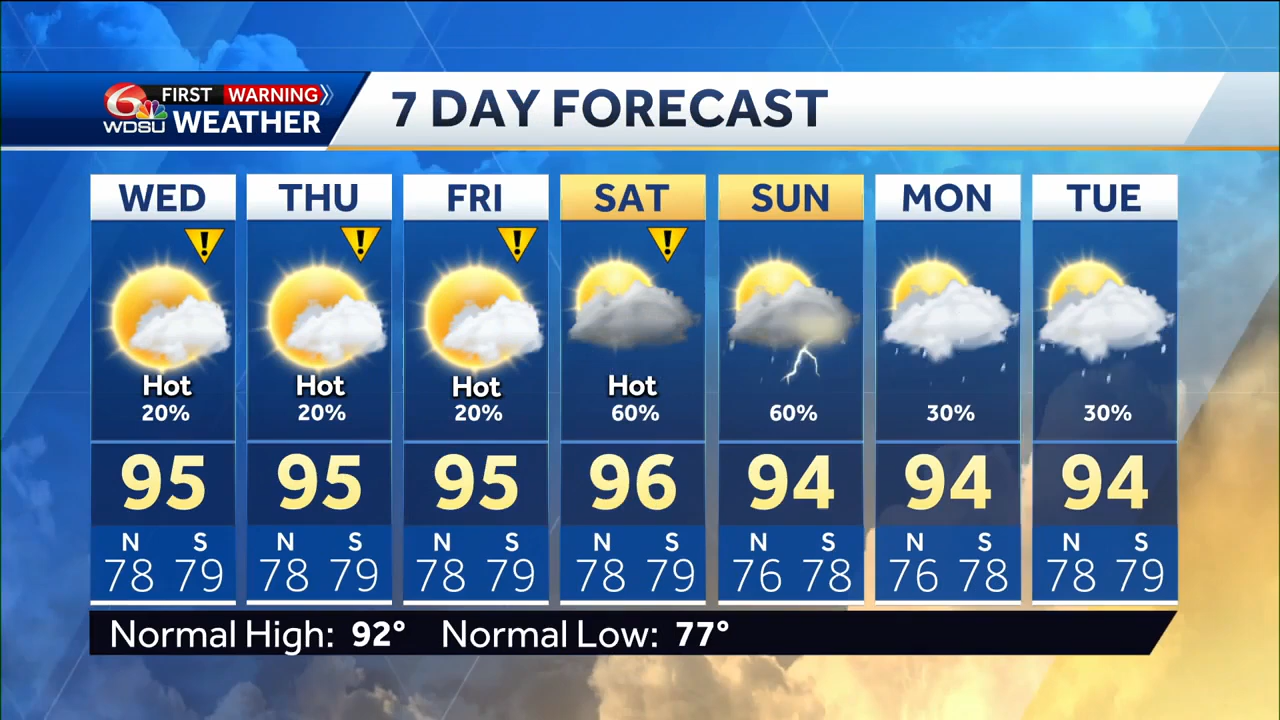 6 FIRST WARNING
WDSU WEATHER
7 DAY FORECAST
WED THU FRI SAT SUN MON TUE
! ! ! !
Hot Hot Hot Hot
20% 20% 20% 60% 60% 30% 30%
95 95 95 96 94 94 94
N S N S N S N S N S N S N S
78 79 78 79 78 79 78 79 76 78 76 78 78 79
Normal High: 92° Normal Low: 77°